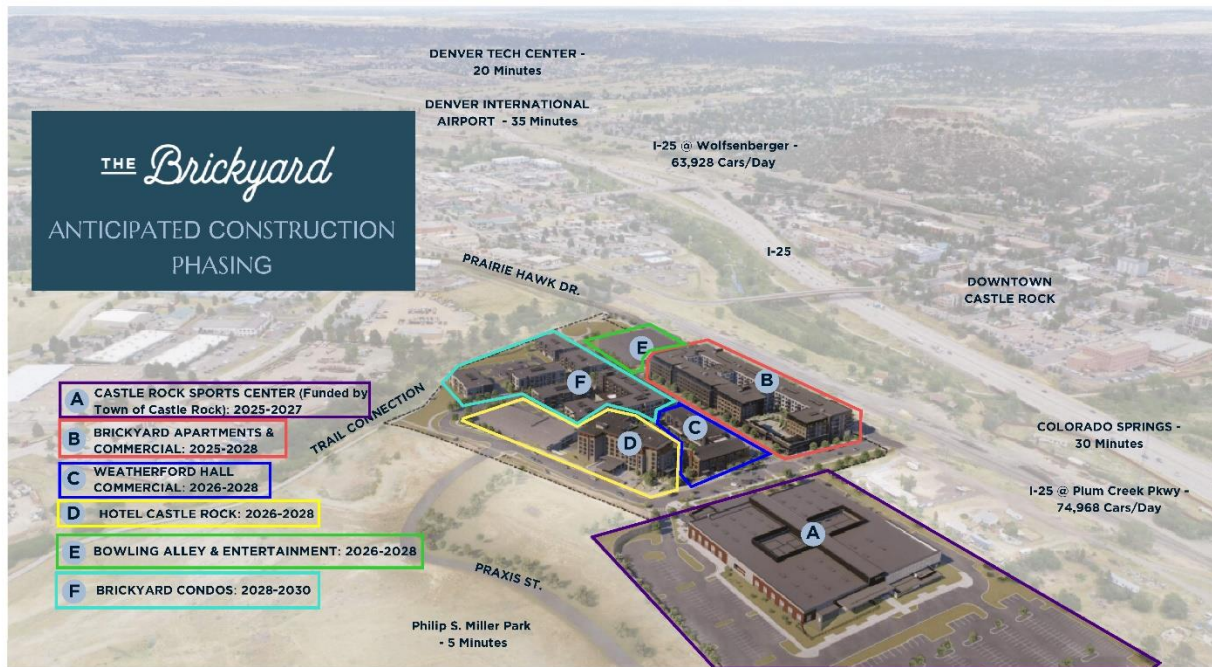 DENVER TECH CENTER -
20 Minutes
DENVER INTERNATIONAL
AIRPORT - 35 Minutes
I-25 @ Wolfsenberger -
63,928 Cars/Day
THE Brickyard
ANTICIPATED CONSTRUCTION
PHASING
I-25
PRAIRIE HAWK DR.
DOWNTOWN
CASTLE ROCK
E
B
F
C
D
A
TRAIL CONNECTION
A CASTLE ROCK SPORTS CENTER (Funded by
Town of Castle Rock): 2025-2027
B BRICKYARD APARTMENTS &
COMMERCIAL: 2025-2028
C WEATHERFORD HALL
COMMERCIAL: 2026-2028
D HOTEL CASTLE ROCK: 2026-2028
E BOWLING ALLEY & ENTERTAINMENT: 2026-2028
F BRICKYARD CONDOS: 2028-2030
COLORADO SPRINGS -
30 Minutes
I-25 @ Plum Creek Pkwy -
74,968 Cars/Day
PRAXIS ST.
Philip S. Miller Park
- 5 Minutes